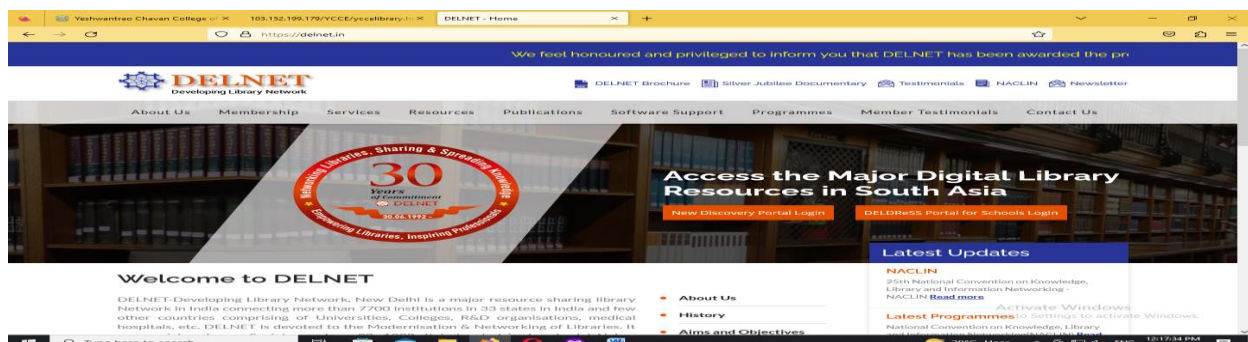 Yeshwantrao Chavan College of
103.152.199.179/YCCE/yccelibrary.
DELNET - Home
https://delnet.in
We feel honoured and privileged to inform you that DELNET has been awarded the pre
DELNET
Developing Library Network
DELNET Brochure Silver Jubilee Documentary Testimonials NACLIN Newsletter
About Us Membership Services Resources Publications Software Support Programmes Member Testimonials Contact Us
Networking Libraries, Sharing & Spreading Knowledge
30
Years
of Commitment
DELNET
30.06.1992 -
Empowering Libraries, Inspiring Professionals
Access the Major Digital Library
Resources in South Asia
New Discovery Portal Login DELDReSS Portal for Schools Login
Welcome to DELNET
DELNET-Developing Library Network, New Delhi is a major resource sharing library
Network in India connecting more than 7700 Institutions in 33 states in India and few
other countries comprising of Universities, Colleges, R&D organisations, medical
hospitals, etc. DELNET is devoted to the Modernisation & Networking of Libraries. It
About Us
History
Aims and Objectives
Latest Updates
NACLIN
25th National Convention on Knowledge,
Library and Information Networking -
NACLIN Read more
Latest Programmes
National Convention on Knowledge, Library
Activate Windows
to Settings to activate Windows.
Type here to search
ENG
12:17:34 PM